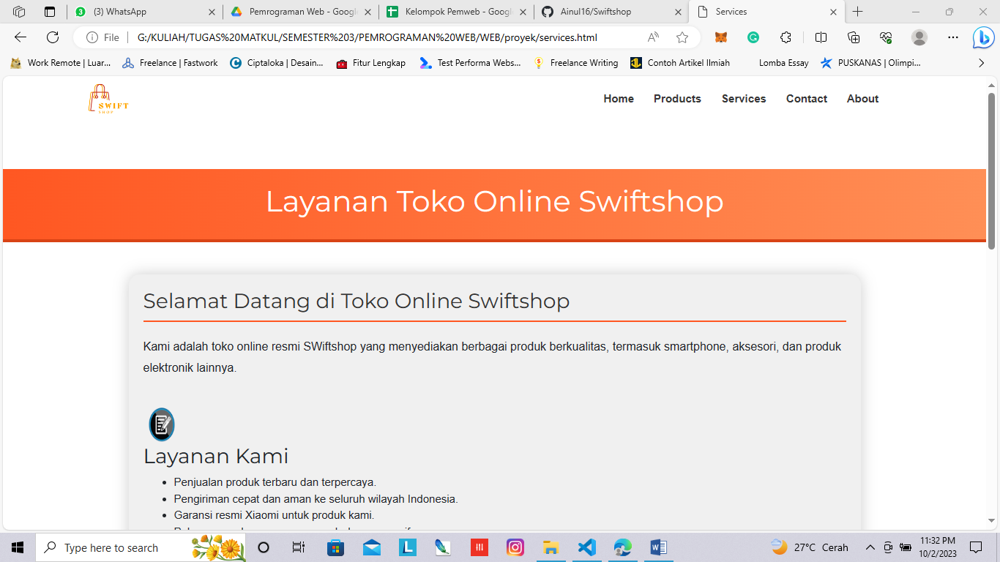 (3) WhatsApp
Pemrograman Web - Googl
Kelompok Pemweb - Googl
Ainul16/Swiftshop
Services
File
G:/KULIAH/TUGAS%20MATKUL/SEMESTER%203/PEMROGRAMAN%20WEB/WEB/proyek/services.html
Work Remote | Luar...
Freelance | Fastwork
Ciptaloka | Desain...
Fitur Lengkap
Test Performa Webs...
Freelance Writing
Contoh Artikel Ilmiah
Lomba Essay
PUSKANAS | Olimpi...
SWIFT
SHOP
Home
Products
Services
Contact
About
Layanan Toko Online Swiftshop
Selamat Datang di Toko Online Swiftshop
Kami adalah toko online resmi SWiftshop yang menyediakan berbagai produk berkualitas, termasuk smartphone, aksesori, dan produk
elektronik lainnya.
Layanan Kami
Penjualan produk terbaru dan terpercaya.
Pengiriman cepat dan aman ke seluruh wilayah Indonesia.
Garansi resmi Xiaomi untuk produk kami.
Type here to search
27°C Cerah
11:32 PM
10/2/2023